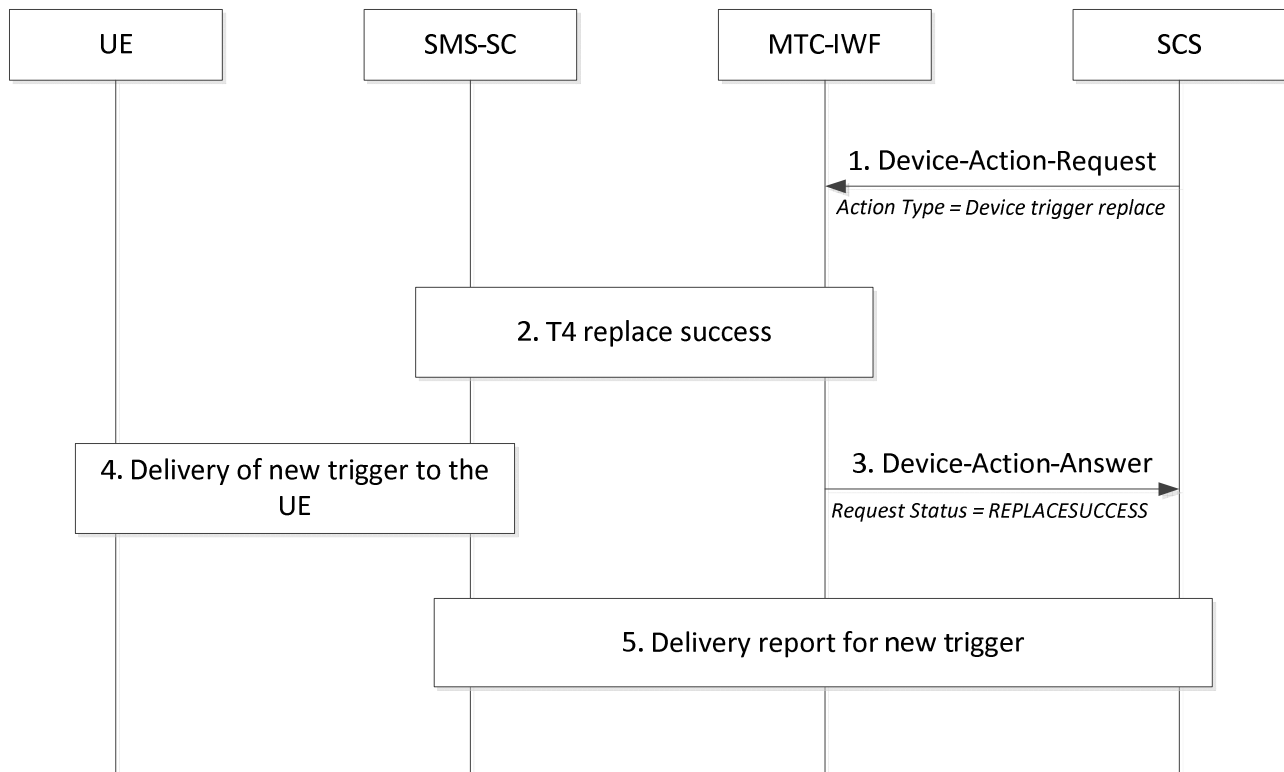 UE
SMS-SC
MTC-IWF
SCS
1. Device-Action-Request
Action Type = Device trigger replace
2. T4 replace success
4. Delivery of new trigger to the
UE
3. Device-Action-Answer
Request Status = REPLACESUCCESS
5. Delivery report for new trigger